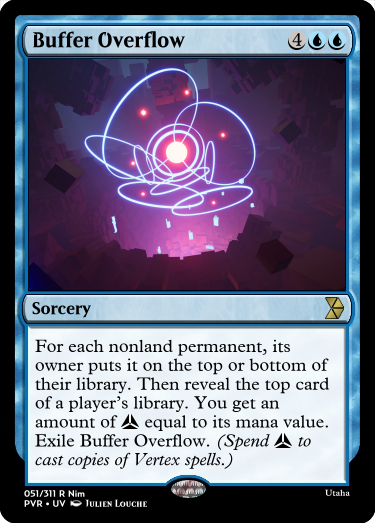 Buffer Overflow 4
Sorcery
For each nonland permanent, its
owner puts it on the top or bottom of
their library. Then reveal the top card
of a player's library. You get an
amount of equal to its mana value.
Exile Buffer Overflow. (Spend to
cast copies of Vertex spells.)
051/311 R Nim
Utaha
PVR • UV Julien Louche